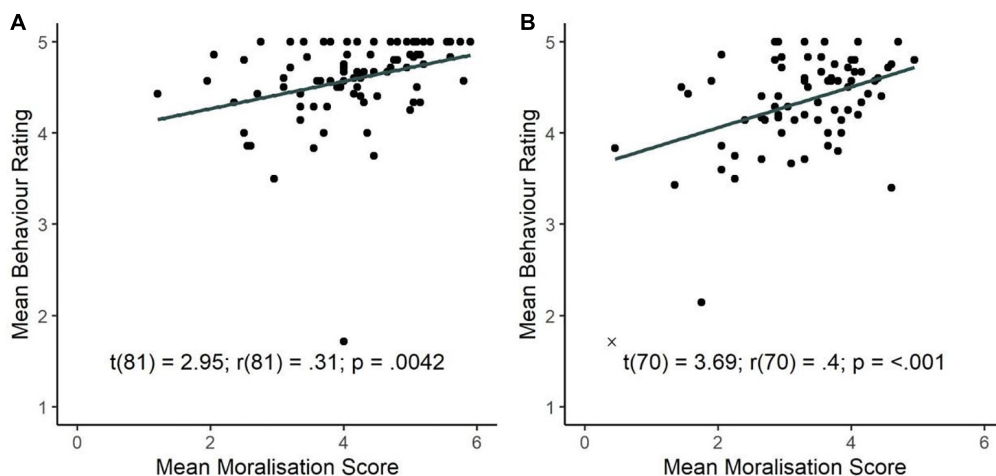 A
5
4
3
2
1
Mean Behaviour Rating
t(81) = 2.95; r(81) = .31; p = .0042
0 2 4 6
Mean Moralisation Score
B
5
4
3
2
1
Mean Behaviour Rating
t(70) = 3.69; r(70) = .4; p = <.001
0 2 4 6
Mean Moralisation Score